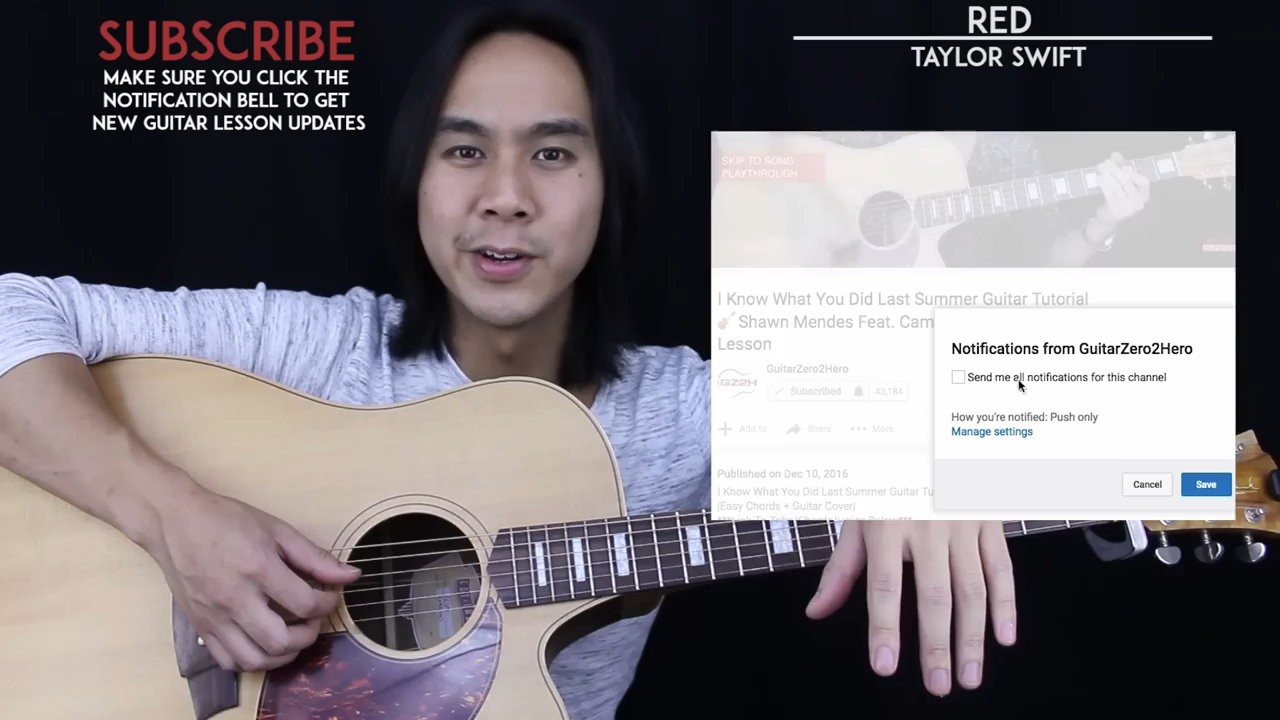 SUBSCRIBE
MAKE SURE YOU CLICK THE
NOTIFICATION BELL TO GET
NEW GUITAR LESSON UPDATES
RED
TAYLOR SWIFT
SKIP TO SONG
PLAYTHROUGH
I Know What You Did Last Summer Guitar Tutorial
Shawn Mendes Feat. Cam
Lesson
GZ2H
GuitarZero2Hero
Subscribed 43,184
Add to Share More
Published on Dec 10, 2016
I Know What You Did Last Summer Guitar Tu
|Easy Chords + Guitar Cover|
Notifications from GuitarZero2Hero
Send me all notifications for this channel
How you're notified: Push only
Manage settings
Cancel Save